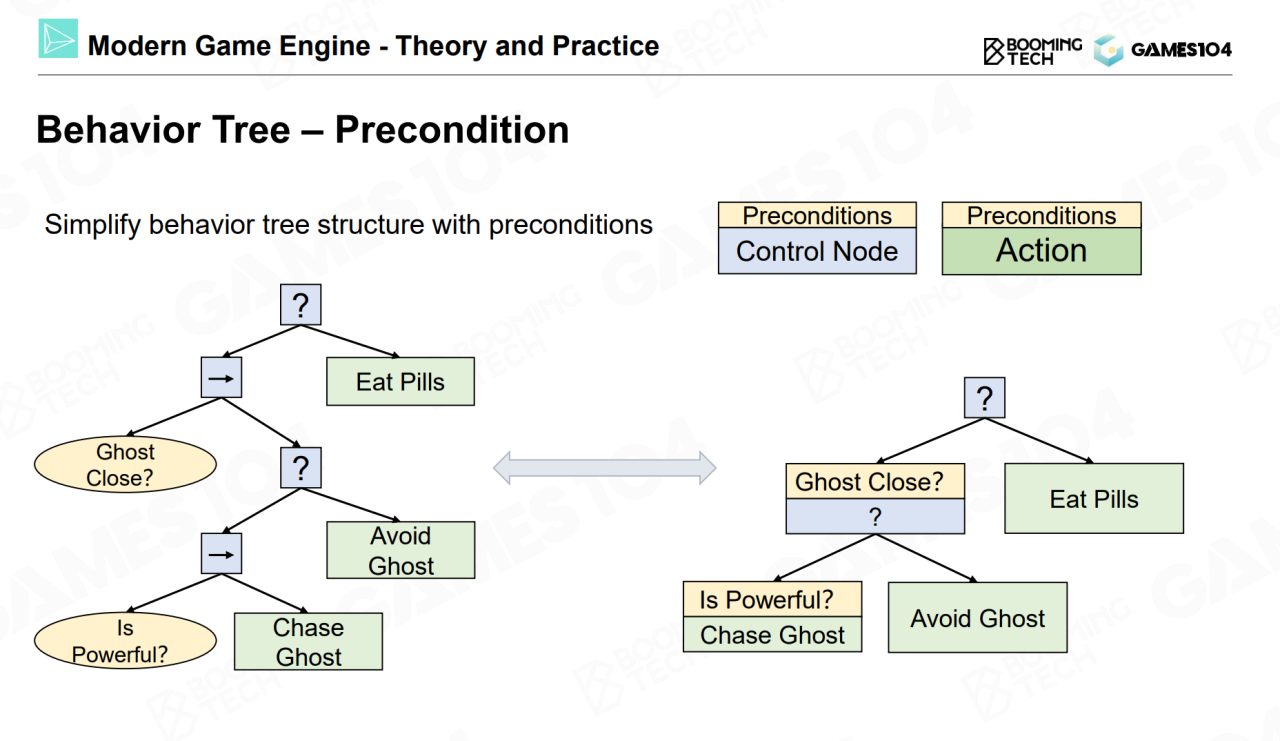 Modern Game Engine - Theory and Practice
BOOMING
TECH
GAMES104
Behavior Tree – Precondition
Simplify behavior tree structure with preconditions
Preconditions
Control Node
Preconditions
Action
?
→
Eat Pills
Ghost
Close?
?
→
Avoid
Ghost
Is
Powerful?
Chase
Ghost
?
Ghost Close?
?
Eat Pills
Is Powerful?
Chase Ghost
Avoid Ghost